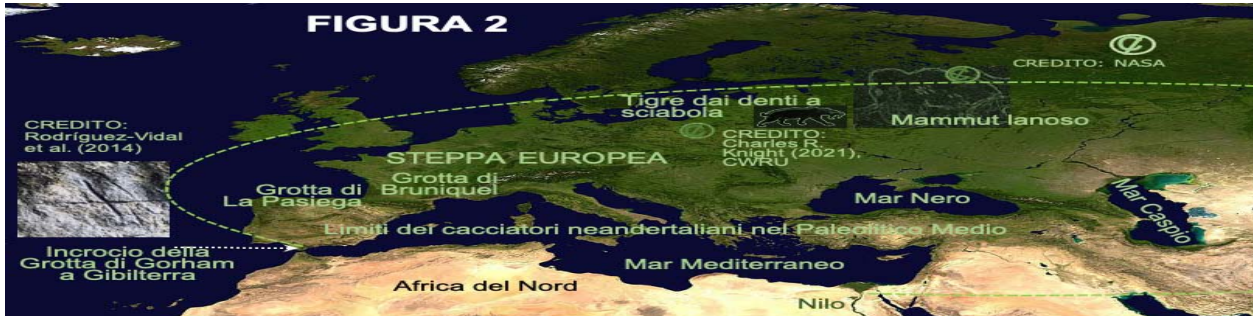 FIGURA 2
CREDITO: NASA
Tigre dai denti a
sciabola
Mammut lanoso
CREDITO:
Rodríguez-Vidal
et al. (2014)
CREDITO:
Charles R.
Knight (2021),
CWRU
STEPPA EUROPEA
Grotta di
Bruniquel
Grotta di
La Pasiega
Mar Nero
Mar Caspio
Limiti dei cacciatori neandertaliani nel Paleolitico Medio
Incrocio della
Grotta di Gorham
a Gibilterra
Mar Mediterraneo
Africa del Nord
Nilo